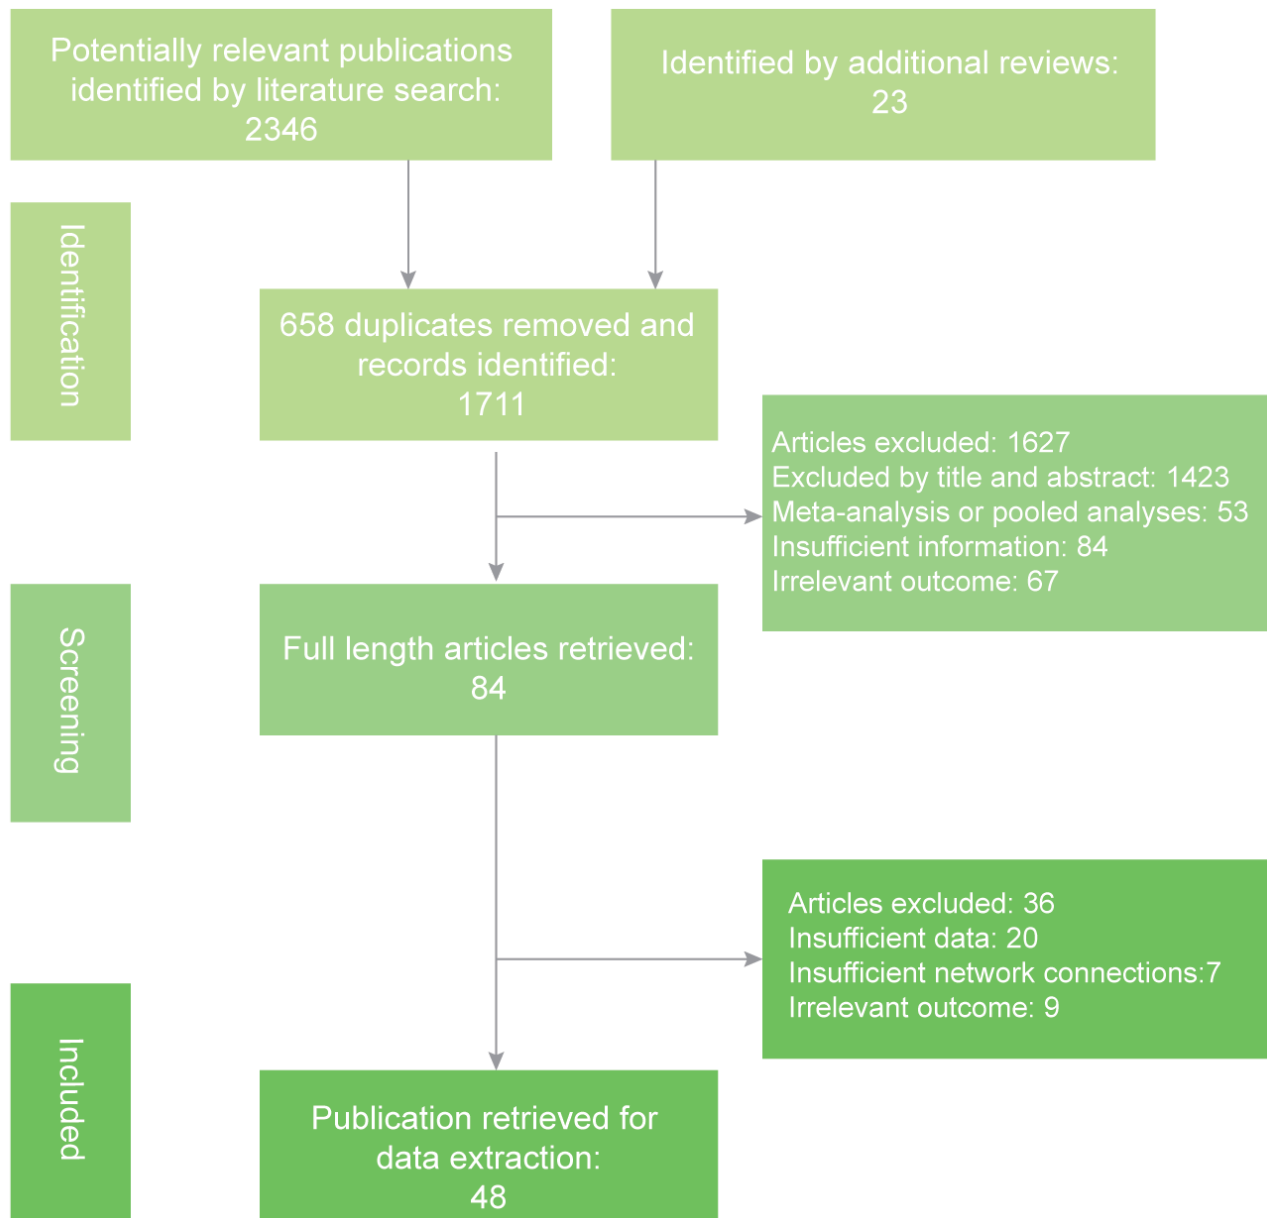 Potentially relevant publications
identified by literature search:
2346
Identified by additional reviews:
23
Identification
658 duplicates removed and
records identified:
1711
Articles excluded: 1627
Excluded by title and abstract: 1423
Meta-analysis or pooled analyses: 53
Insufficient information: 84
Irrelevant outcome: 67
Screening
Full length articles retrieved:
84
Articles excluded: 36
Insufficient data: 20
Insufficient network connections:7
Irrelevant outcome: 9
Included
Publication retrieved for
data extraction:
48